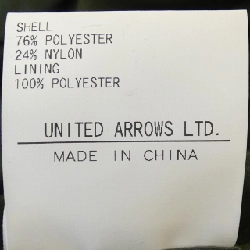 SHELL
76% POLYESTER
24% NYLON
LINING
100% POLYESTER
UNITED ARROWS LTD.
MADE IN CHINA